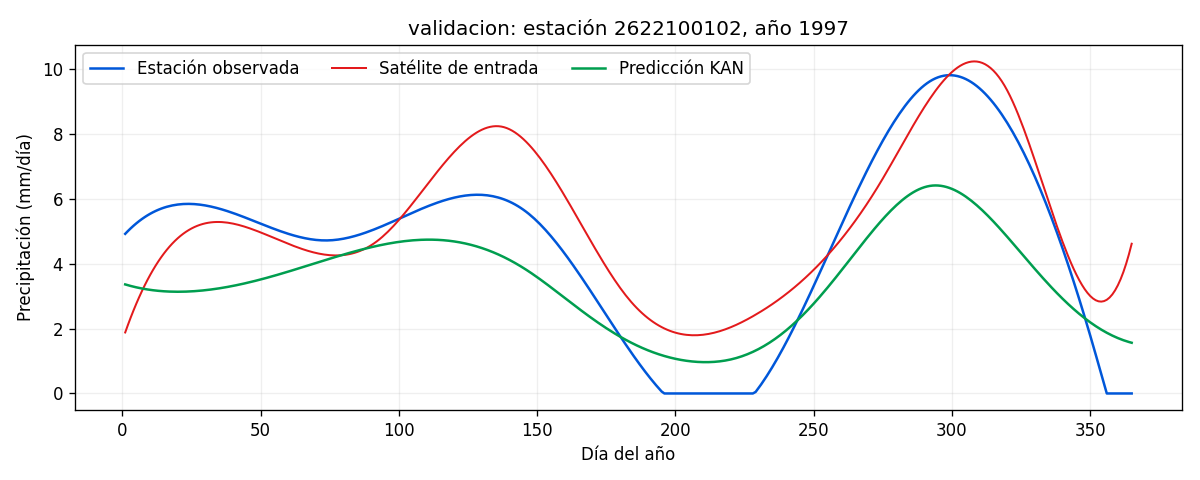 validacion: estación 2622100102, año 1997
Estación observada
Satélite de entrada
Predicción KAN
Precipitación (mm/día)
10
8
6
4
2
0
0 50 100 150 200 250 300 350
Día del año